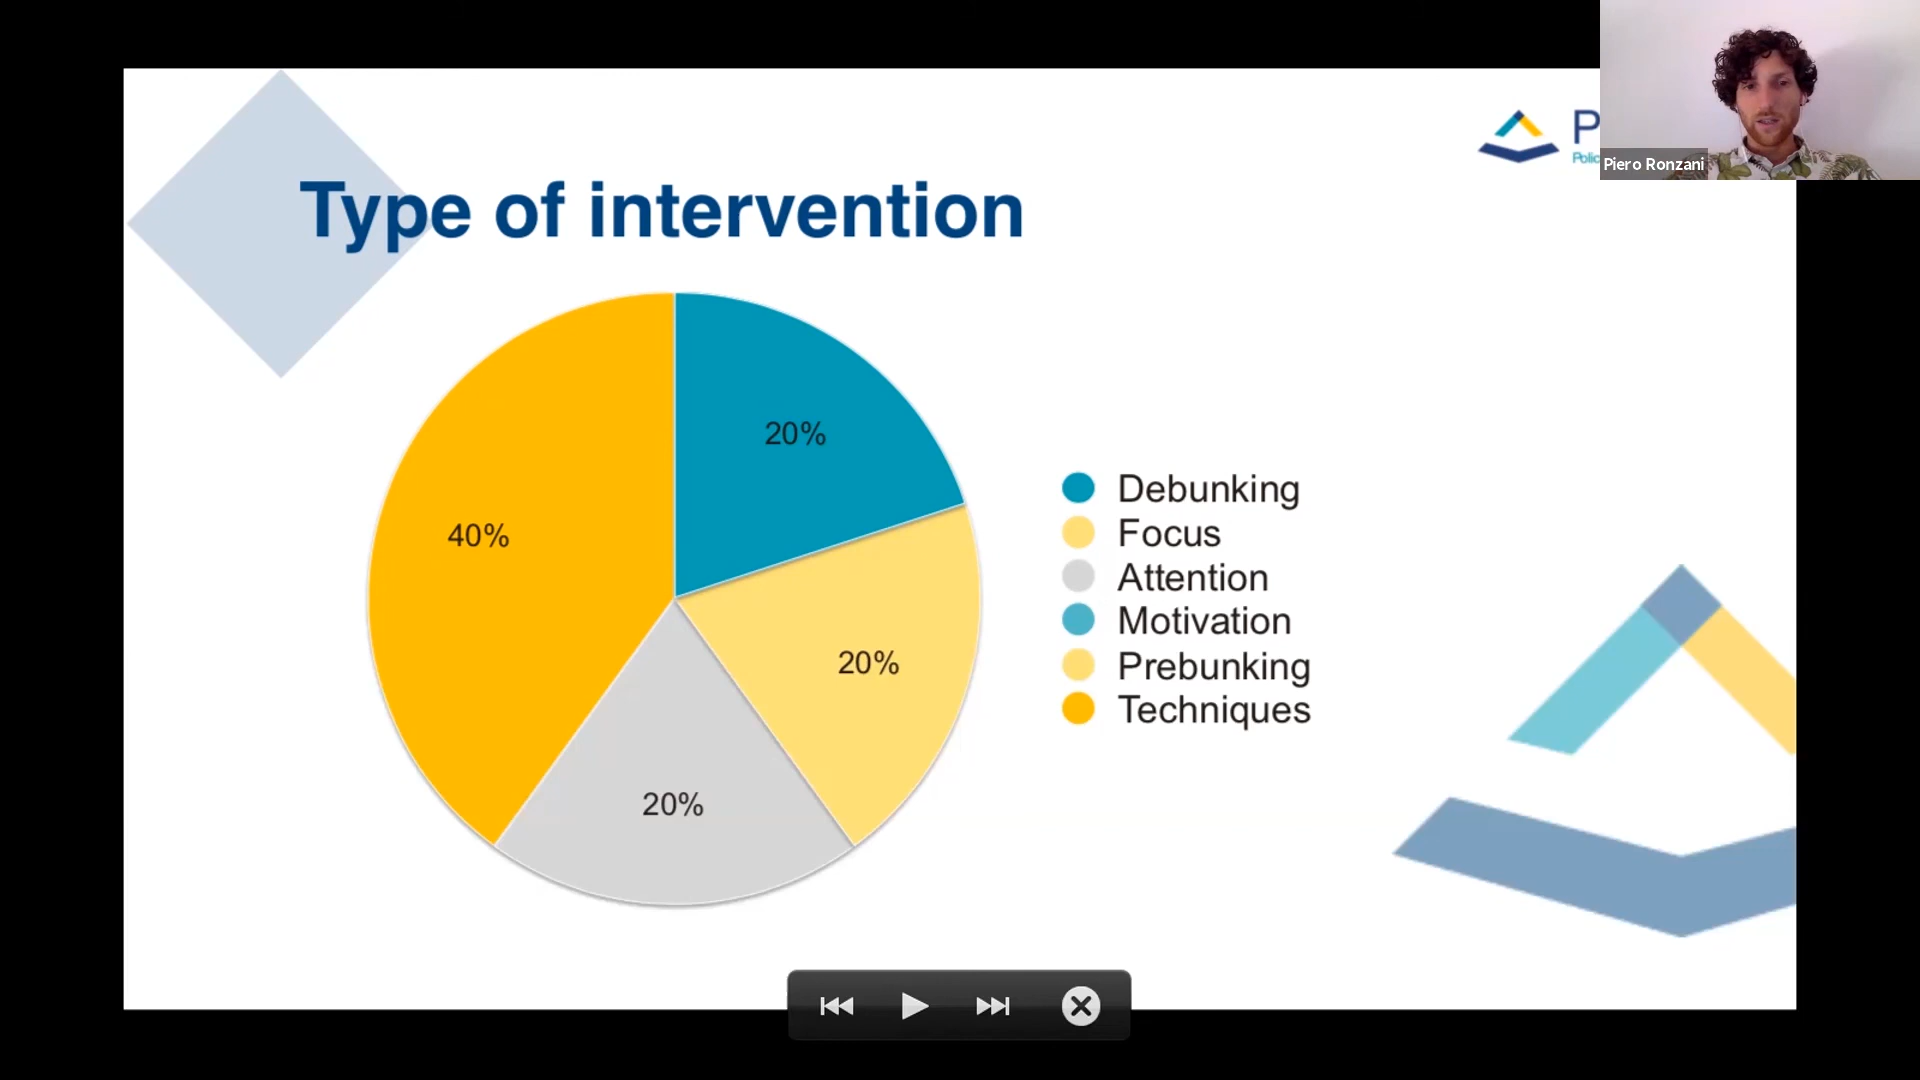 Type of intervention
P
Piero Ronzani
20%
40%
20%
20%
Debunking
Focus
Attention
Motivation
Prebunking
Techniques